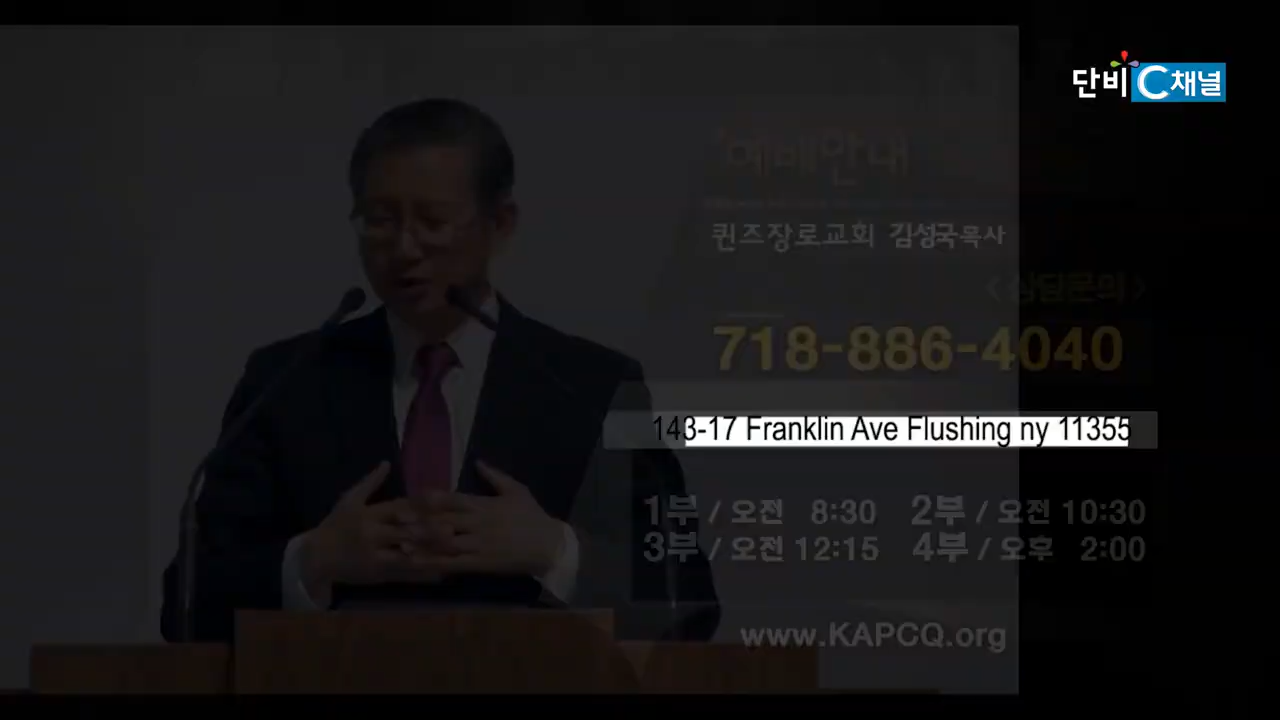 단비 C채널
예배안내
퀸즈장로교회 김성국목사
<상담문의>
718-886-4040
143-17 Franklin Ave Flushing ny 11355
1부 / 오전 8:30 2부 / 오전 10:30
3부 / 오전 12:15 4부 / 오후 2:00
www.KAPCQ.org